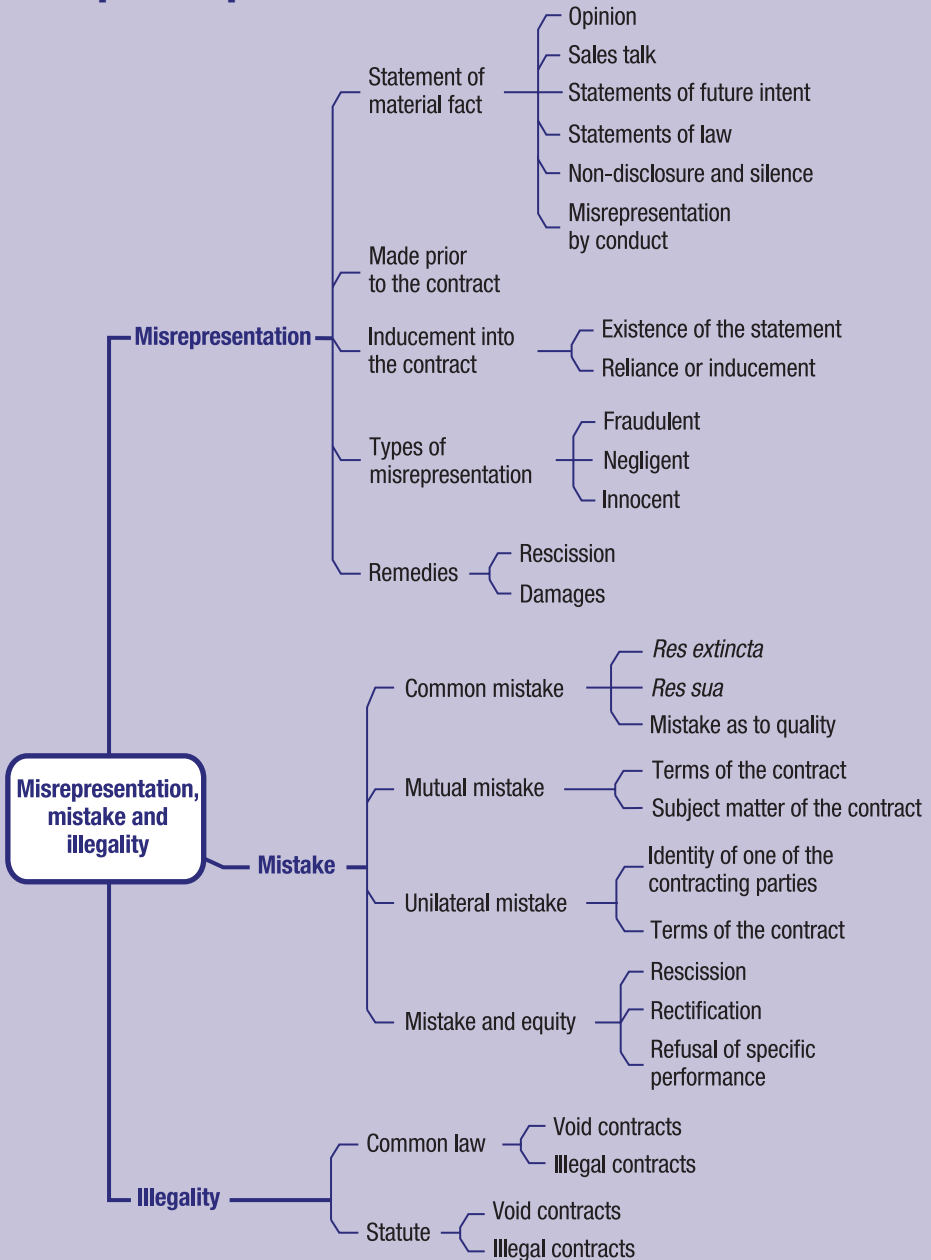 Opinion
Sales talk
Statement of
material fact
Statements of future intent
Statements of law
Non-disclosure and silence
Misrepresentation
by conduct
Made prior
to the contract
Misrepresentation
Inducement into
the contract
Existence of the statement
Reliance or inducement
Types of
misrepresentation
Fraudulent
Negligent
Innocent
Remedies
Rescission
Damages
Misrepresentation,
mistake and
illegality
Mistake
Common mistake
Res extincta
Res sua
Mistake as to quality
Mutual mistake
Terms of the contract
Subject matter of the contract
Unilateral mistake
Identity of one of the
contracting parties
Terms of the contract
Mistake and equity
Rescission
Rectification
Refusal of specific
performance
Illegality
Common law
Void contracts
Illegal contracts
Statute
Void contracts
Illegal contracts